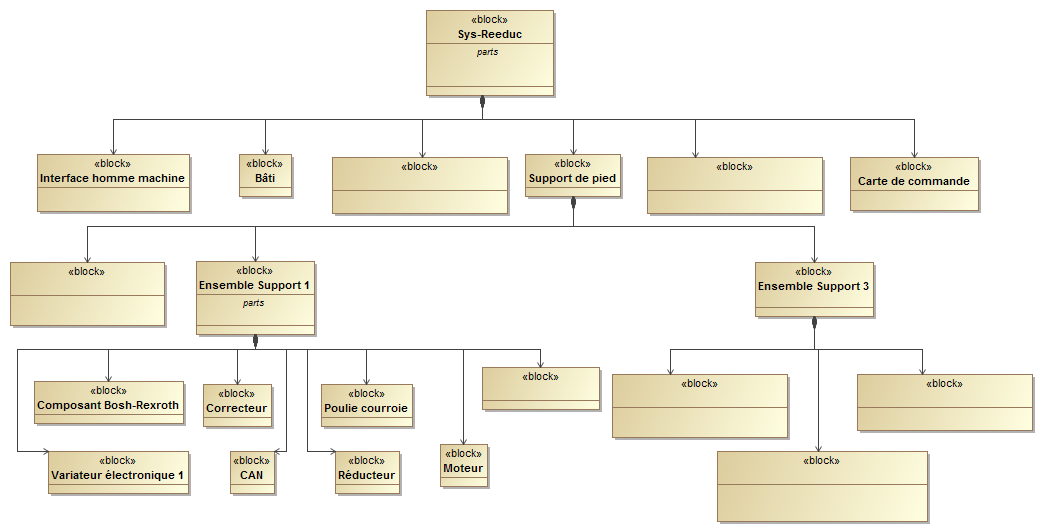 «block»
Sys-Reeduc
parts
«block»
Interface homme machine
«block»
Bâti
«block»
«block»
Support de pied
«block»
«block»
Carte de commande
«block»
«block»
Ensemble Support 1
parts
«block»
Ensemble Support 3
«block»
Composant Bosh-Rexroth
«block»
Correcteur
«block»
Poulie courroie
«block»
«block»
«block»
«block»
Variateur électronique 1
«block»
CAN
«block»
Réducteur
«block»
Moteur
«block»